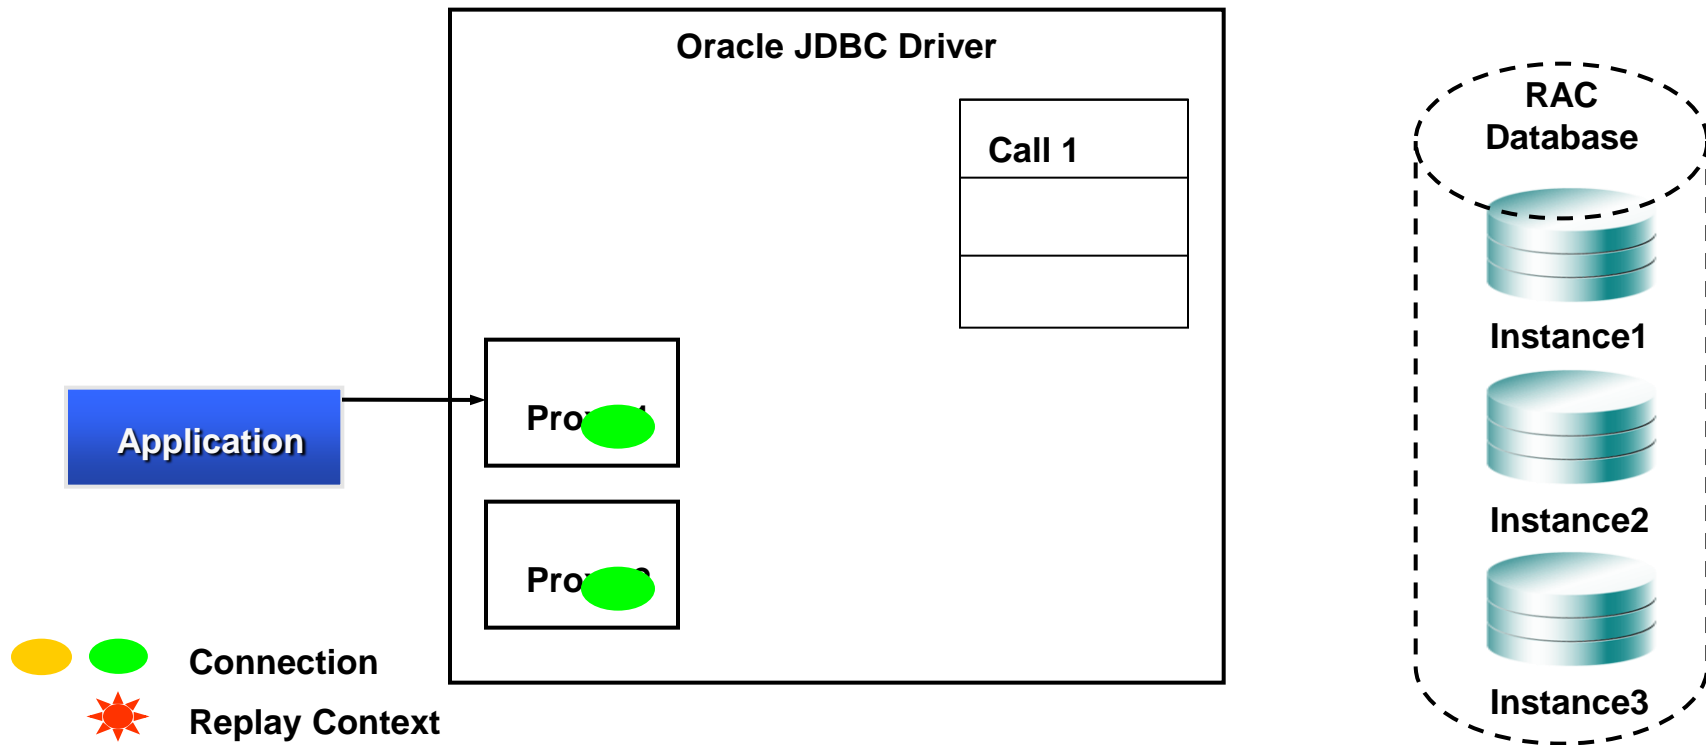 Oracle JDBC Driver
RAC
Database
Call 1
Instance1
Application
Instance2
Connection
Instance3
Replay Context